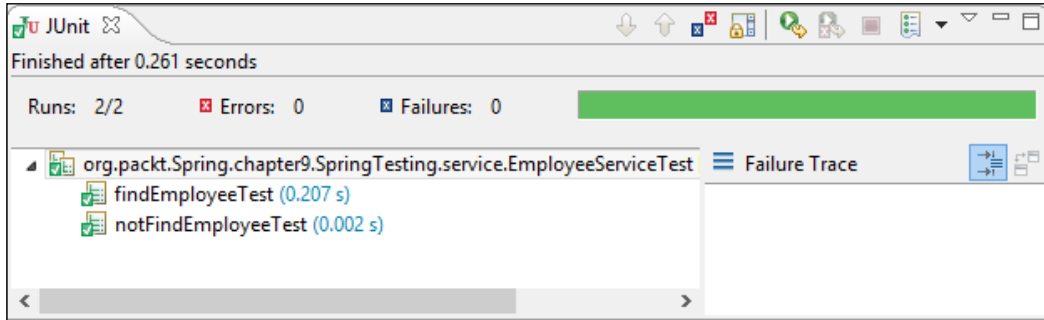 JUnit
Finished after 0.261 seconds
Runs: 2/2 Errors: 0 Failures: 0
org.packt.Spring.chapter9.SpringTesting.service.EmployeeServiceTest
Failure Trace
findEmployeeTest (0.207 s)
notFindEmployeeTest (0.002 s)